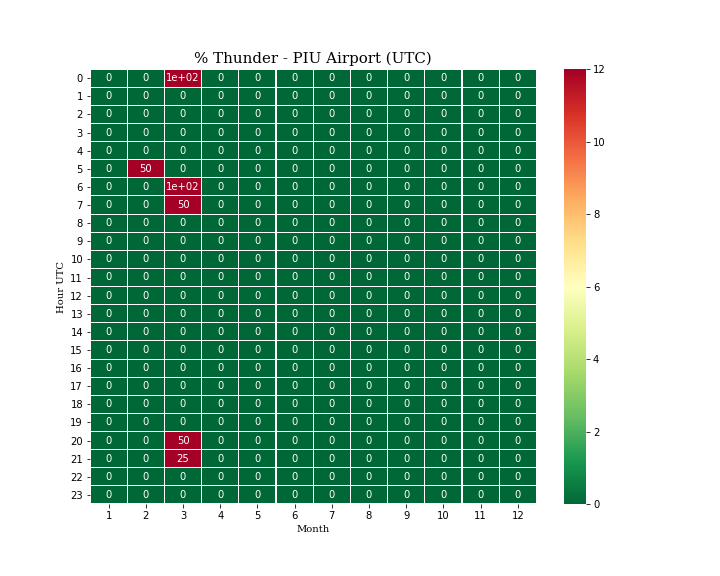 % Thunder - PIU Airport (UTC)
0 0 0 1e+02 0 0 0 0 0 0 0 0 0 12
1 0 0 0 0 0 0 0 0 0 0 0 0
2 0 0 0 0 0 0 0 0 0 0 0 0
3 0 0 0 0 0 0 0 0 0 0 0 0
10
4 0 0 0 0 0 0 0 0 0 0 0 0
5 0 50 0 0 0 0 0 0 0 0 0 0
6 0 0 1e+02 0 0 0 0 0 0 0 0 0
7 0 0 50 0 0 0 0 0 0 0 0 0
8
8 0 0 0 0 0 0 0 0 0 0 0 0
9 0 0 0 0 0 0 0 0 0 0 0 0
10 0 0 0 0 0 0 0 0 0 0 0 0
11 0 0 0 0 0 0 0 0 0 0 0 0
Hour UTC
6
12 0 0 0 0 0 0 0 0 0 0 0 0
13 0 0 0 0 0 0 0 0 0 0 0 0
14 0 0 0 0 0 0 0 0 0 0 0 0
15 0 0 0 0 0 0 0 0 0 0 0 0
4
16 0 0 0 0 0 0 0 0 0 0 0 0
17 0 0 0 0 0 0 0 0 0 0 0 0
18 0 0 0 0 0 0 0 0 0 0 0 0
19 0 0 0 0 0 0 0 0 0 0 0 0
2
20 0 0 50 0 0 0 0 0 0 0 0 0
21 0 0 25 0 0 0 0 0 0 0 0 0
22 0 0 0 0 0 0 0 0 0 0 0 0
23 0 0 0 0 0 0 0 0 0 0 0 0
0
1 2 3 4 5 6 7 8 9 10 11 12
Month